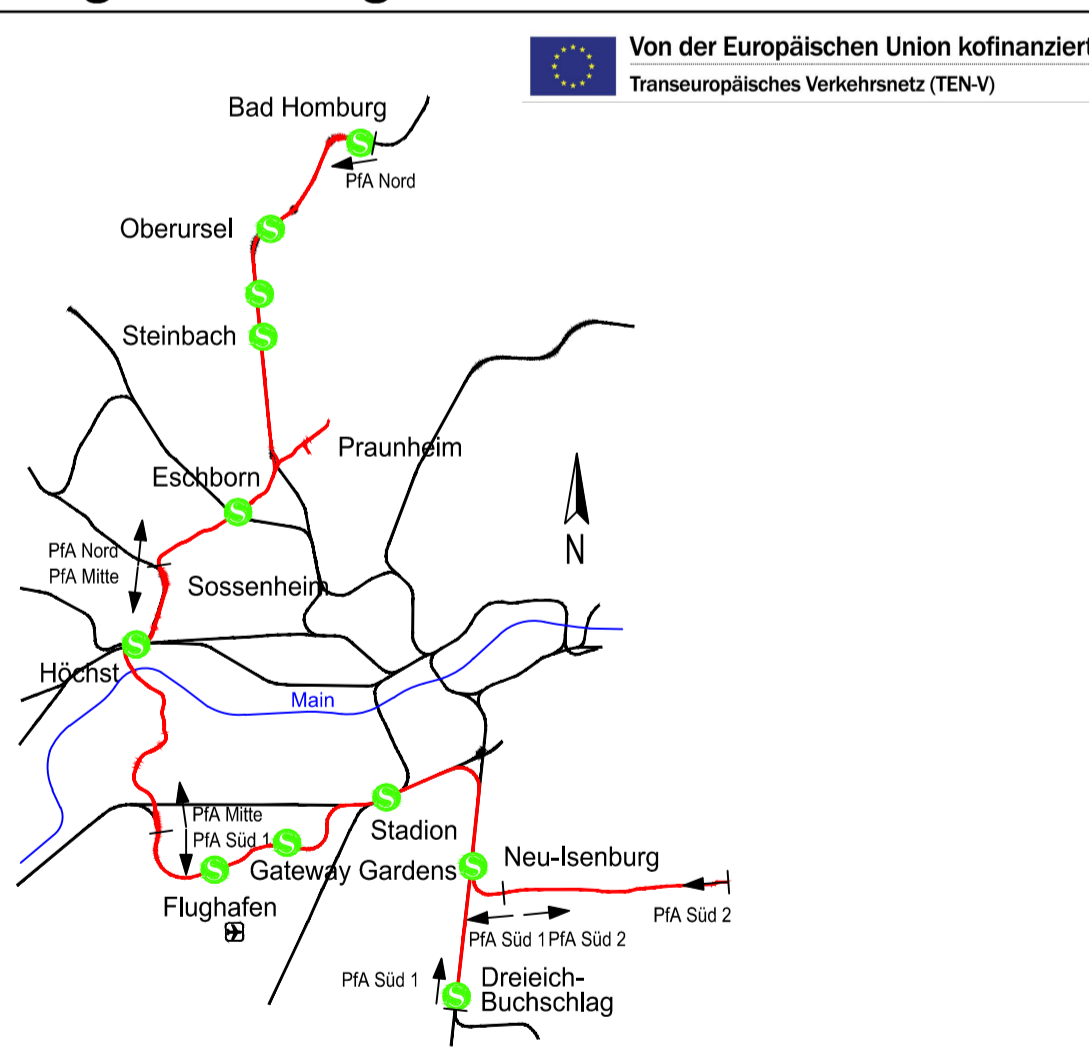 Von der Europäischen Union kofinanziert
Transeuropäisches Verkehrsnetz (TEN-V)
Bad Homburg
PfA Nord
Oberursel
Steinbach
Praunheim
Eschborn
N
PfA Nord
PfA Mitte
Sossenheim
Höchst
Main
PfA Mitte
PfA Süd 1
Stadion
Gateway Gardens
Neu-Isenburg
Flughafen
PfA Süd 2
PfA Süd 1 PfA Süd 2
PfA Süd 1
Dreieich-
Buchschlag